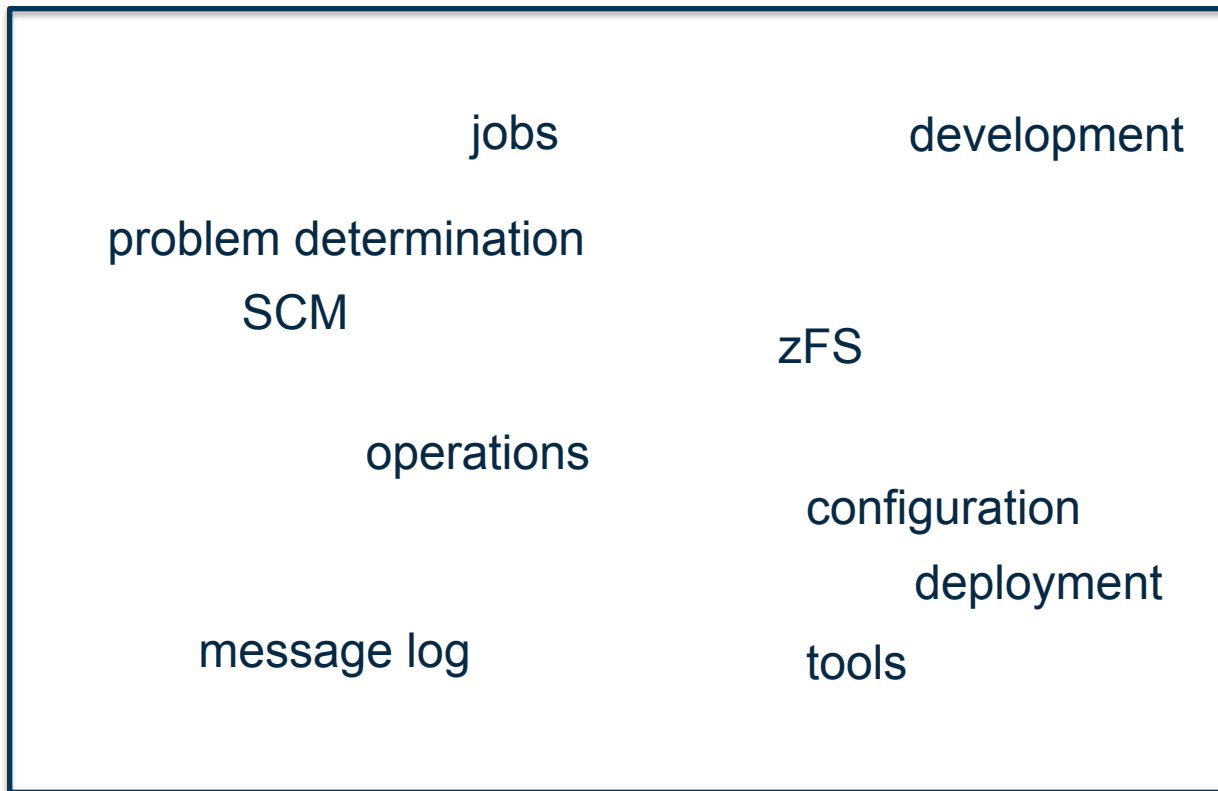 jobs
development
problem determination
SCM
zFS
operations
configuration
deployment
message log
tools